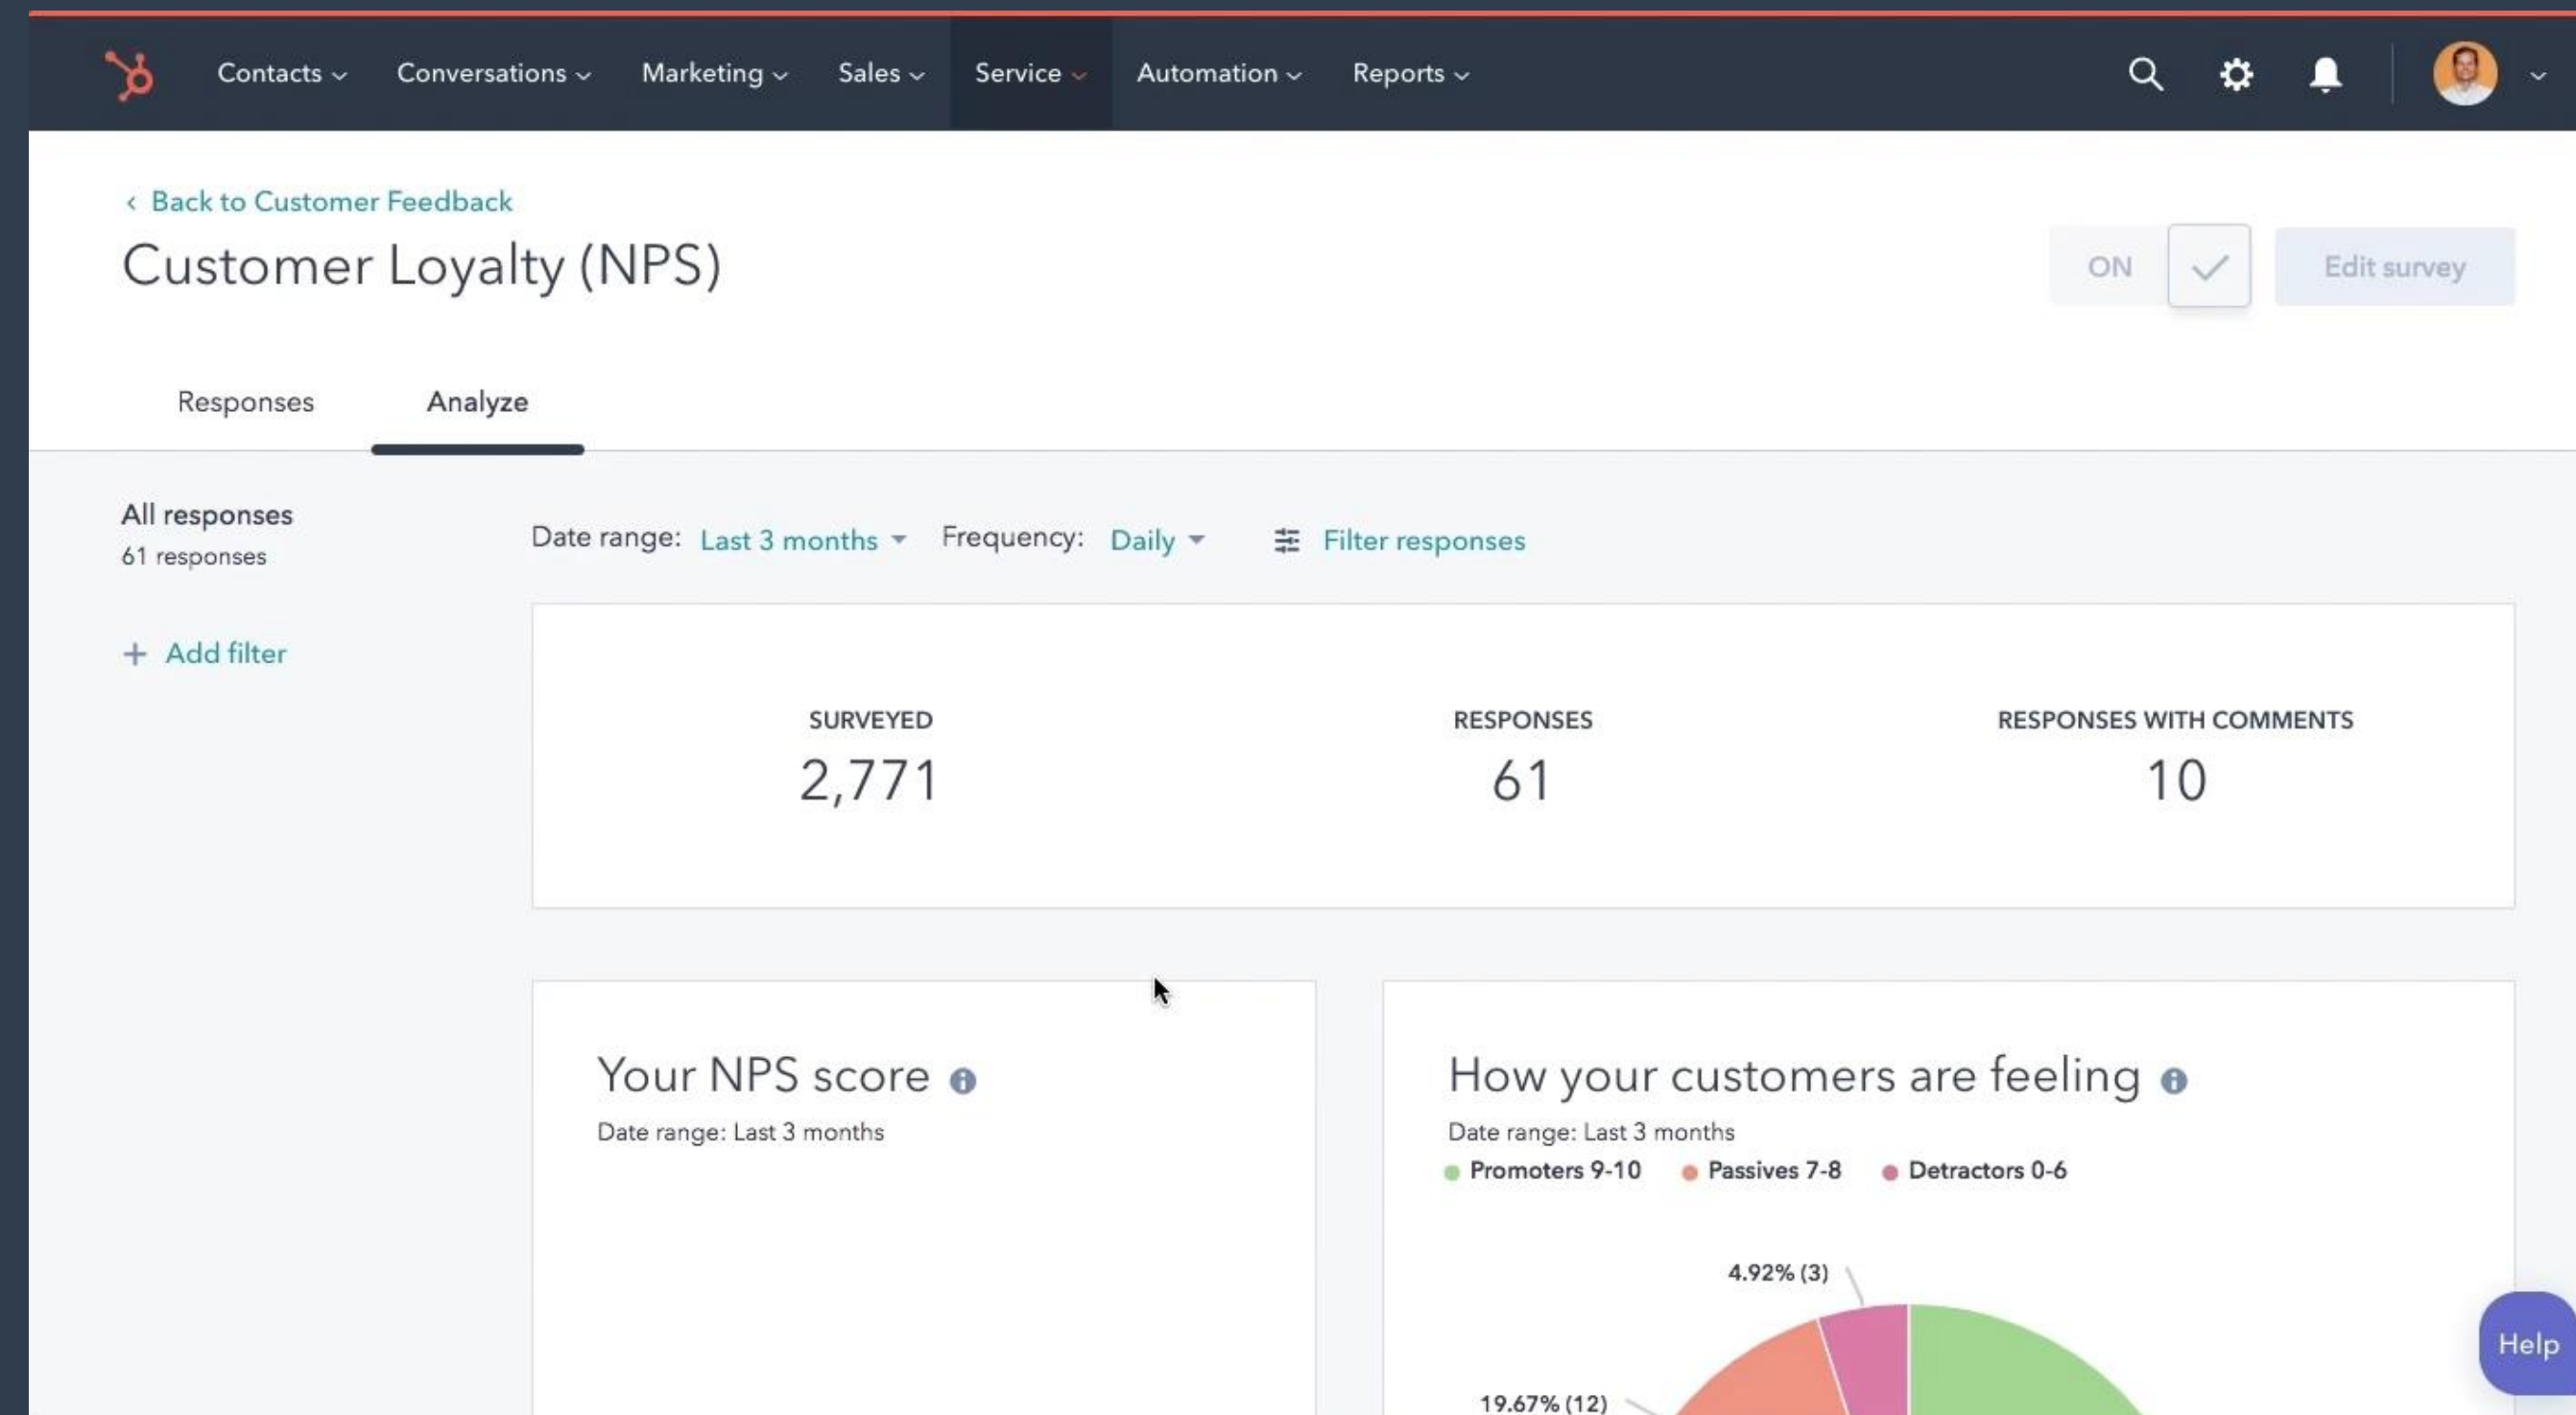 Contacts Conversations Marketing Sales Service Automation Reports
< Back to Customer Feedback
Customer Loyalty (NPS)
ON Edit survey
Responses Analyze
All responses
61 responses
Date range: Last 3 months Frequency: Daily Filter responses
+ Add filter
SURVEYED RESPONSES RESPONSES WITH COMMENTS
2,771 61 10
Your NPS score
Date range: Last 3 months
How your customers are feeling
Date range: Last 3 months
Promoters 9-10 Passives 7-8 Detractors 0-6
4.92% (3)
19.67% (12)
Help